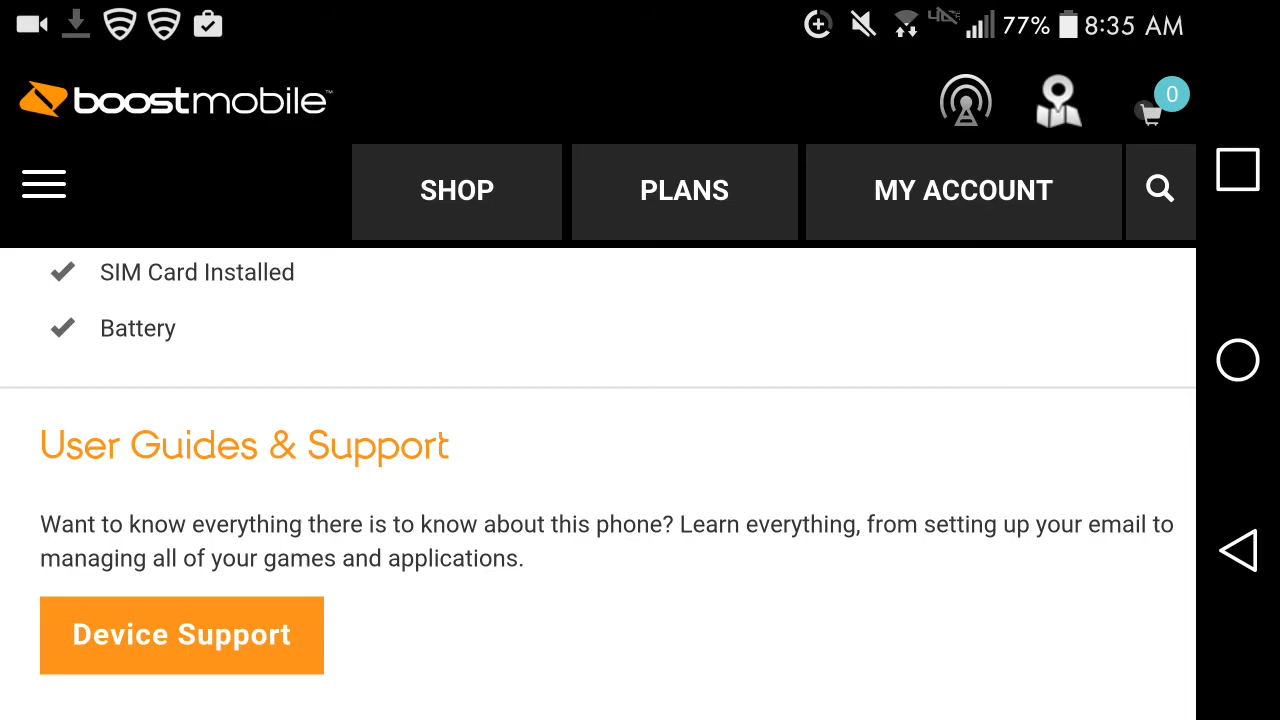 77% 8:35 AM
boostmobile™
0
SHOP PLANS MY ACCOUNT
SIM Card Installed
Battery
User Guides & Support
Want to know everything there is to know about this phone? Learn everything, from setting up your email to
managing all of your games and applications.
Device Support